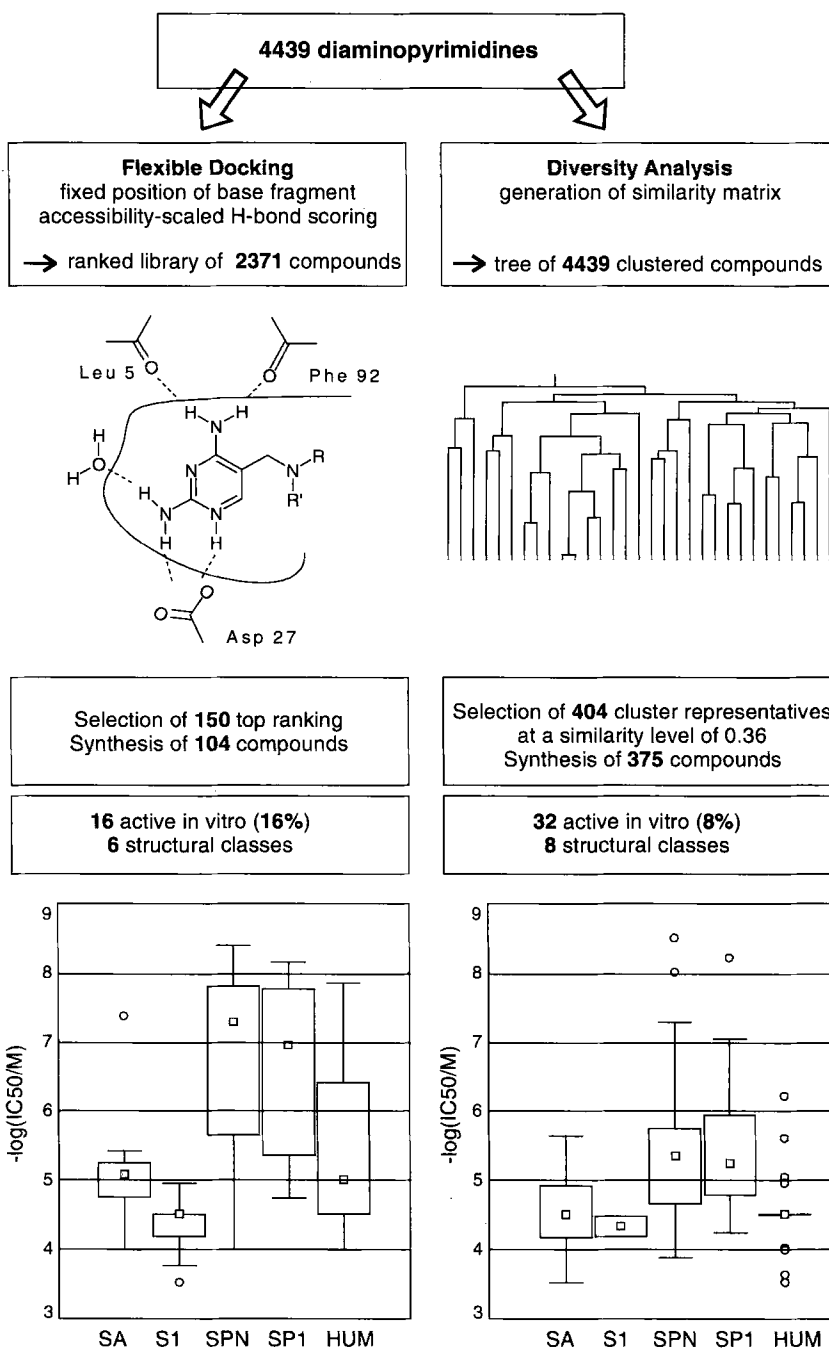 4439 diaminopyrimidines
Flexible Docking
fixed position of base fragment
accessibility-scaled H-bond scoring
→ ranked library of 2371 compounds
Diversity Analysis
generation of similarity matrix
→ tree of 4439 clustered compounds
Leu 5
O
O
Phe 92
H
H
H
O
H
N
H
N
N
R
R'
N
N
H
H
N
H
O
O
Asp 27
Selection of 150 top ranking
Synthesis of 104 compounds
Selection of 404 cluster representatives
at a similarity level of 0.36
Synthesis of 375 compounds
16 active in vitro (16%)
6 structural classes
32 active in vitro (8%)
8 structural classes
-log(IC50/M)
9
8
7
6
5
4
3
SA S1 SPN SP1 HUM
-log(IC50/M)
9
8
7
6
5
4
3
SA S1 SPN SP1 HUM